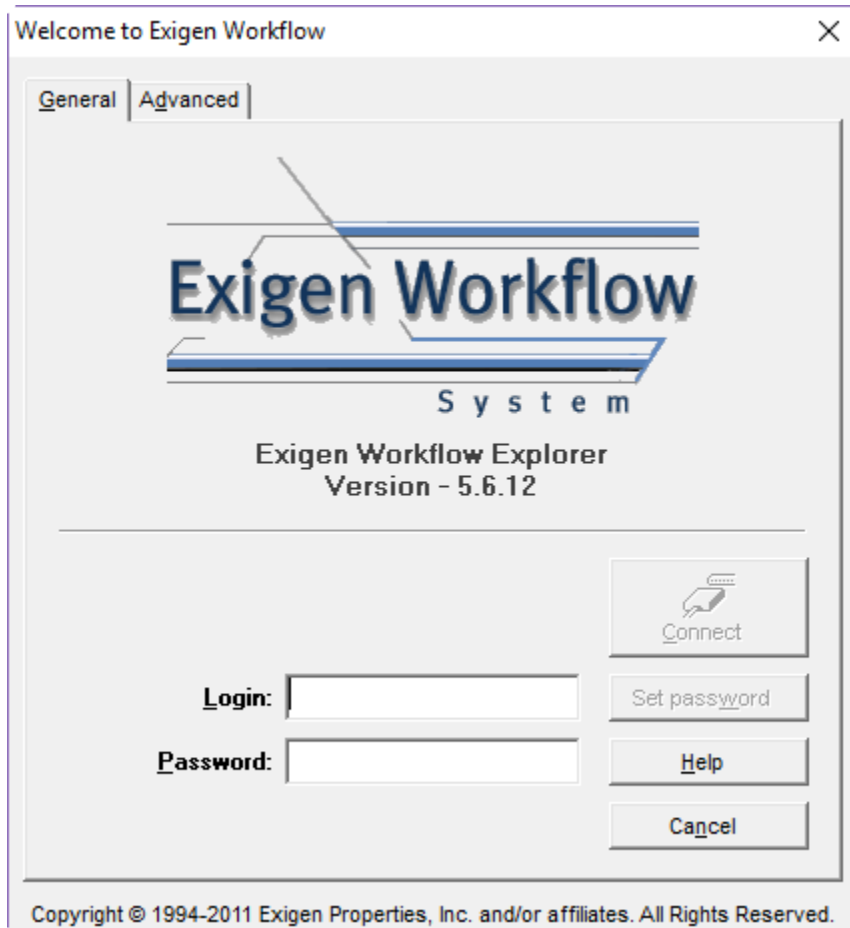 Welcome to Exigen Workflow
General
Advanced
Exigen Workflow
System
Exigen Workflow Explorer
Version - 5.6.12
Connect
Login:
Set password
Password:
Help
Cancel
Copyright © 1994-2011 Exigen Properties, Inc. and/or affiliates. All Rights Reserved.